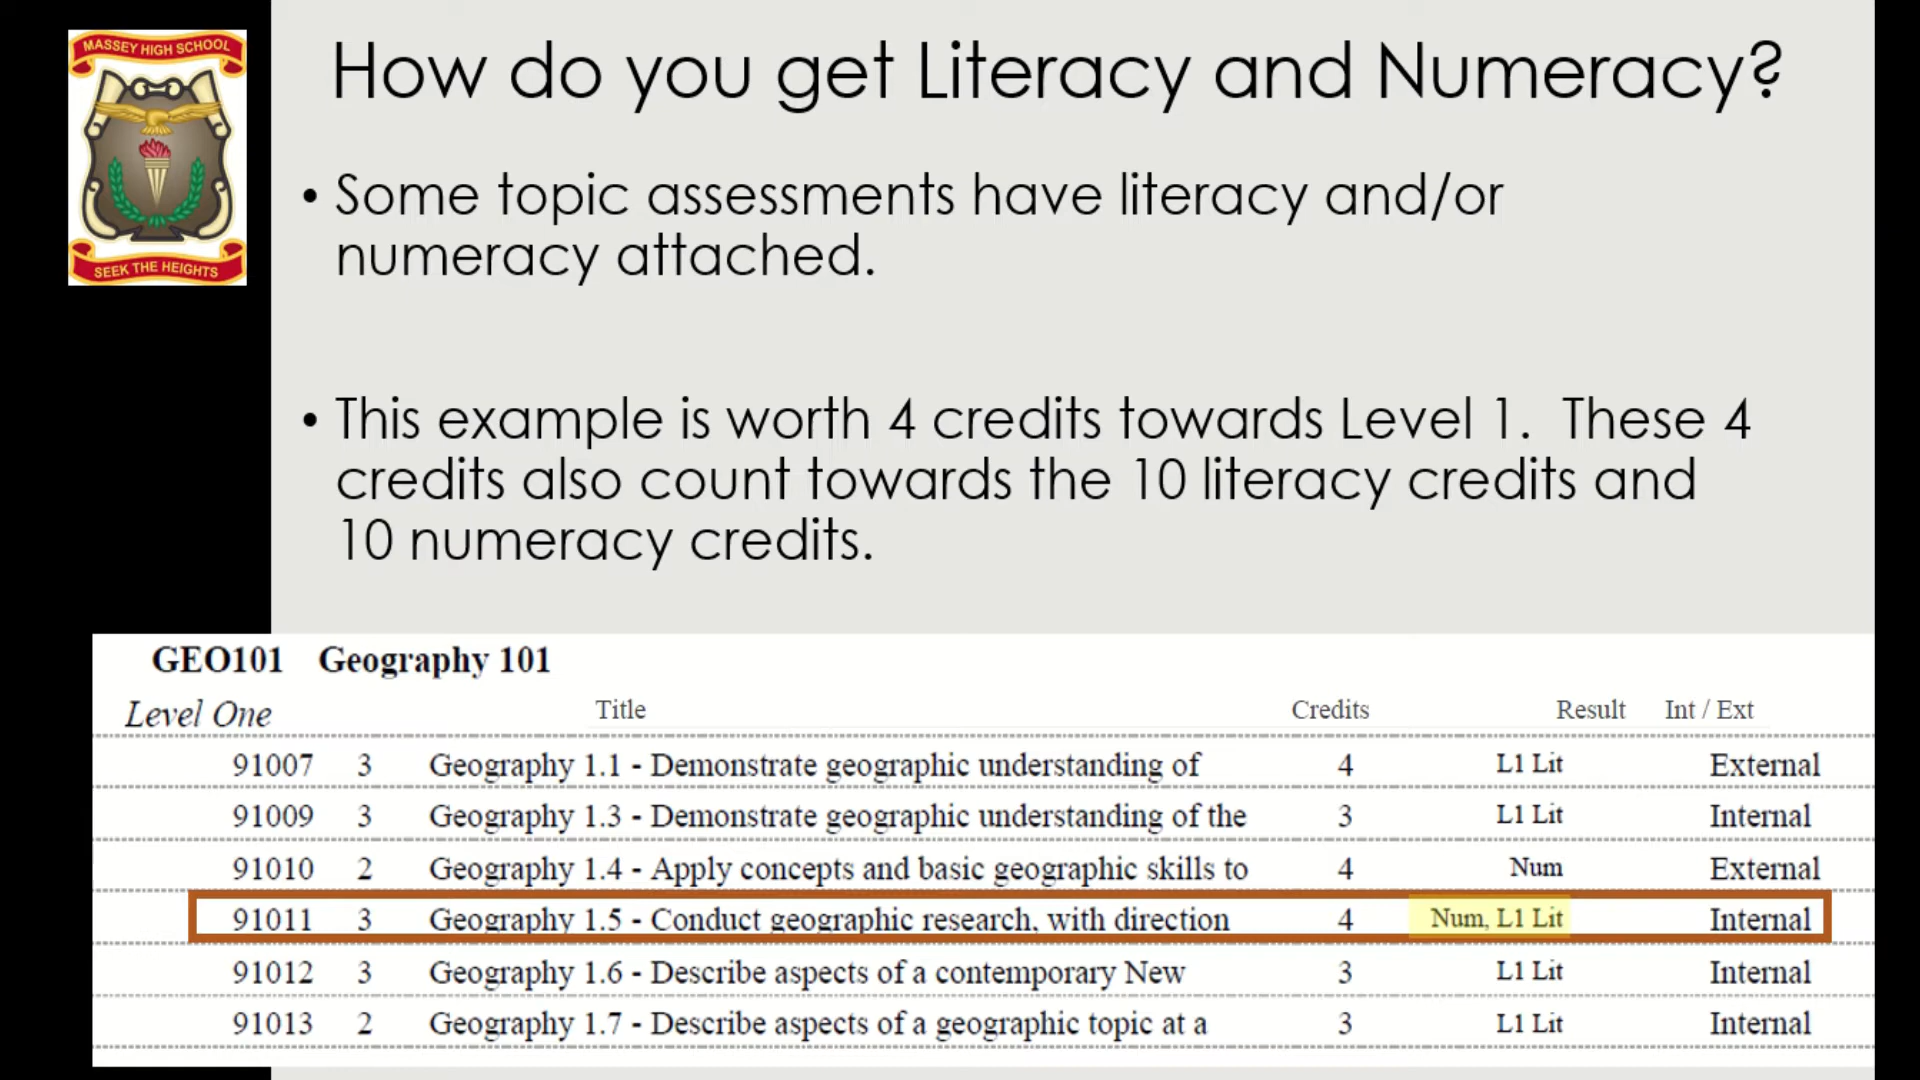 MASSEY HIGH SCHOOL
SEEK THE HEIGHTS
How do you get Literacy and Numeracy?
• Some topic assessments have literacy and/or
numeracy attached.
• This example is worth 4 credits towards Level 1. These 4
credits also count towards the 10 literacy credits and
10 numeracy credits.
GEO101 Geography 101
Level One Title Credits Result Int / Ext
91007 3 Geography 1.1 - Demonstrate geographic understanding of 4 L1 Lit External
91009 3 Geography 1.3 - Demonstrate geographic understanding of the 3 L1 Lit Internal
91010 2 Geography 1.4 - Apply concepts and basic geographic skills to 4 Num External
91011 3 Geography 1.5 - Conduct geographic research, with direction 4 Num, L1 Lit Internal
91012 3 Geography 1.6 - Describe aspects of a contemporary New 3 L1 Lit Internal
91013 2 Geography 1.7 - Describe aspects of a geographic topic at a 3 L1 Lit Internal